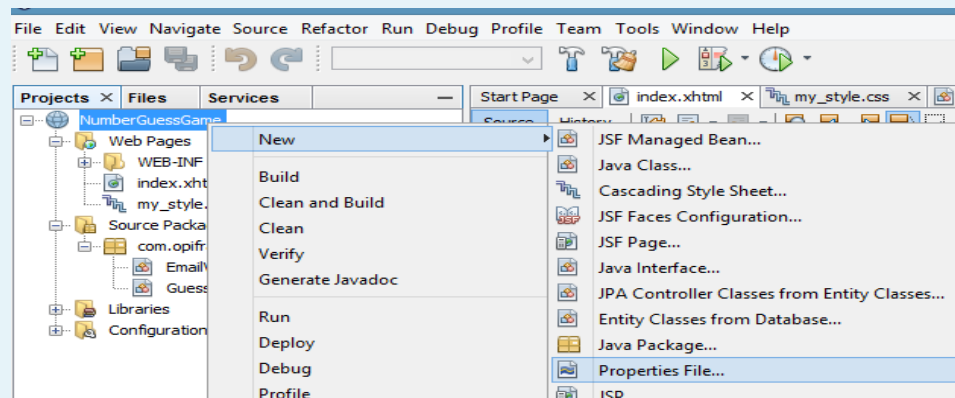 File Edit View Navigate Source Refactor Run Debug Profile Team Tools Window Help
Projects Files Services
Start Page index.xhtml my_style.css
NumberGuessGame
Source History
Web Pages
WEB-INF
index.xht
my_style.
Source Packa
com.opifr
Email
Gues
Libraries
Configuration
New
Build
Clean and Build
Clean
Verify
Generate Javadoc
Run
Deploy
Debug
Profile
JSF Managed Bean...
Java Class...
Cascading Style Sheet...
JSF Faces Configuration...
JSF Page...
Java Interface...
JPA Controller Classes from Entity Classes...
Entity Classes from Database...
Java Package...
Properties File...
JSP